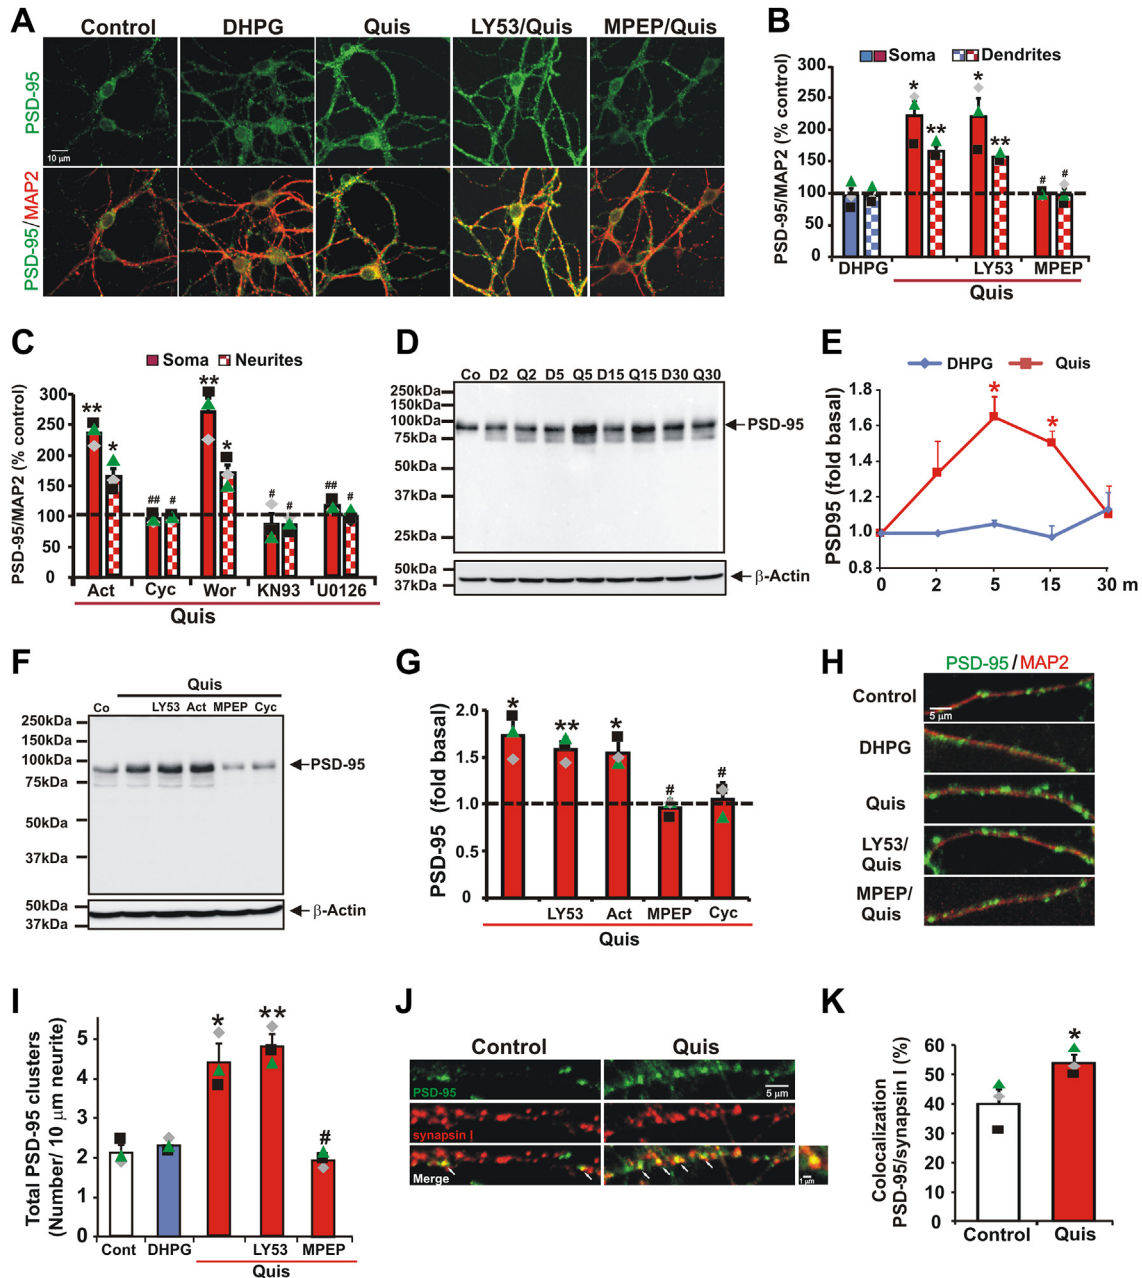 A
Control
DHPG
Quis
LY53/Quis
MPEP/Quis
PSD-95
10 μm
PSD-95/MAP2
B
Soma
Dendrites
PSD-95/MAP2 (% control)
300
250
200
150
100
50
0
*
**
*
**
#
#
DHPG
LY53
MPEP
Quis
C
Soma
Neurites
PSD-95/MAP2 (% control)
300
250
200
150
100
50
0
**
*
##
#
**
*
#
#
##
#
Act
Cyc
Wor
KN93
U0126
Quis
D
Co D2 Q2 D5 Q5 D15 Q15 D30 Q30
250kDa
150kDa
100kDa
75kDa
50kDa
37kDa
25kDa
PSD-95
50kDa
37kDa
β-Actin
E
DHPG
Quis
PSD95 (fold basal)
1.8
1.6
1.4
1.2
1.0
0.8
*
*
0
2
5
15
30 m
F
Quis
Co
LY53 Act MPEP Cyc
250kDa
150kDa
100kDa
75kDa
50kDa
37kDa
PSD-95
50kDa
37kDa
β-Actin
G
PSD-95 (fold basal)
2.0
1.5
1.0
0.5
0
*
**
*
#
#
LY53
Act
MPEP
Cyc
Quis
H
PSD-95/MAP2
Control
5 μm
DHPG
Quis
LY53/
Quis
MPEP/
Quis
I
Total PSD-95 clusters
(Number/ 10 μm neurite)
5
4
3
2
1
0
*
**
#
Cont
DHPG
LY53
MPEP
Quis
J
Control
Quis
PSD-95
5 μm
synapsin I
Merge
1 μm
K
Colocalization
PSD-95/synapsin I (%)
60
50
40
30
20
10
0
*
Control
Quis